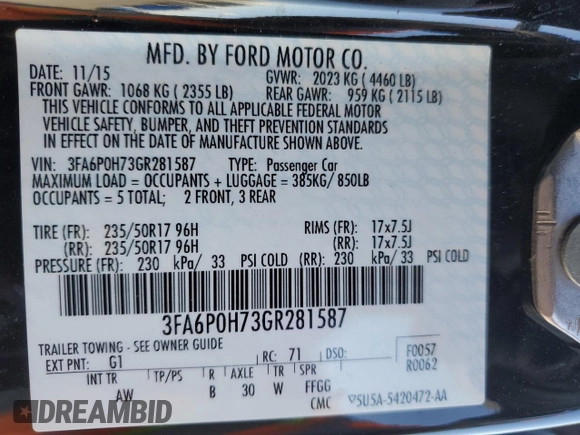 MFD. BY FORD MOTOR CO.
DATE: 11/15 GVWR: 2023 KG ( 4460 LB)
FRONT GAWR: 1068 KG ( 2355 LB) REAR GAWR: 959 KG ( 2115 LB)
THIS VEHICLE CONFORMS TO ALL APPLICABLE FEDERAL MOTOR
VEHICLE SAFETY, BUMPER, AND THEFT PREVENTION STANDARDS
IN EFFECT ON THE DATE OF MANUFACTURE SHOWN ABOVE.
VIN: 3FA6P0H73GR281587 TYPE: Passenger Car
MAXIMUM LOAD = OCCUPANTS + LUGGAGE = 385KG/ 850LB
OCCUPANTS = 5 TOTAL; 2 FRONT, 3 REAR
TIRE (FR): 235/50R17 96H RIMS (FR): 17x7.5J
(RR): 235/50R17 96H (RR): 17x7.5J
PRESSURE (FR): 230 kPa/ 33 PSI COLD (RR): 230 kPa/ 33 PSI COLD
3FA6P0H73GR281587
TRAILER TOWING - SEE OWNER GUIDE
EXT PNT: G1 RC: 71 DSO: F0057
R0062
INT TR TP/PS R AXLE TR SPR
AW B 30 W FFGG
CMC 5U5A-5420472-AA
DREAMBID